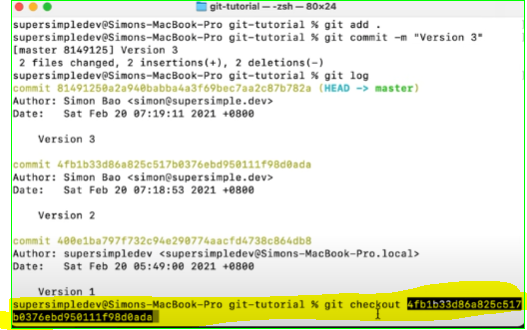 git-tutorial — -zsh — 80×24
supersimpledev@Simons-MacBook-Pro git-tutorial % git add .
supersimpledev@Simons-MacBook-Pro git-tutorial % git commit -m "Version 3"
[master 8149125] Version 3
 2 files changed, 2 insertions(+), 2 deletions(-)
supersimpledev@Simons-MacBook-Pro git-tutorial % git log
commit 81491250a2a940babba4a3f69bec7aa2c87b782a (HEAD -> master)
Author: Simon Bao <simon@supersimple.dev>
Date:   Sat Feb 20 07:19:11 2021 +0800
    Version 3
commit 4fb1b33d86a825c517b0376ebd950111f98d0ada
Author: Simon Bao <simon@supersimple.dev>
Date:   Sat Feb 20 07:18:53 2021 +0800
    Version 2
commit 400e1ba797f732c94e290774aacfd4738c864db8
Author: supersimpledev <supersimpledev@Simons-MacBook-Pro.local>
Date:   Sat Feb 20 05:49:00 2021 +0800
    Version 1
supersimpledev@Simons-MacBook-Pro git-tutorial % git checkout 4fb1b33d86a825c517
b0376ebd950111f98d0ada